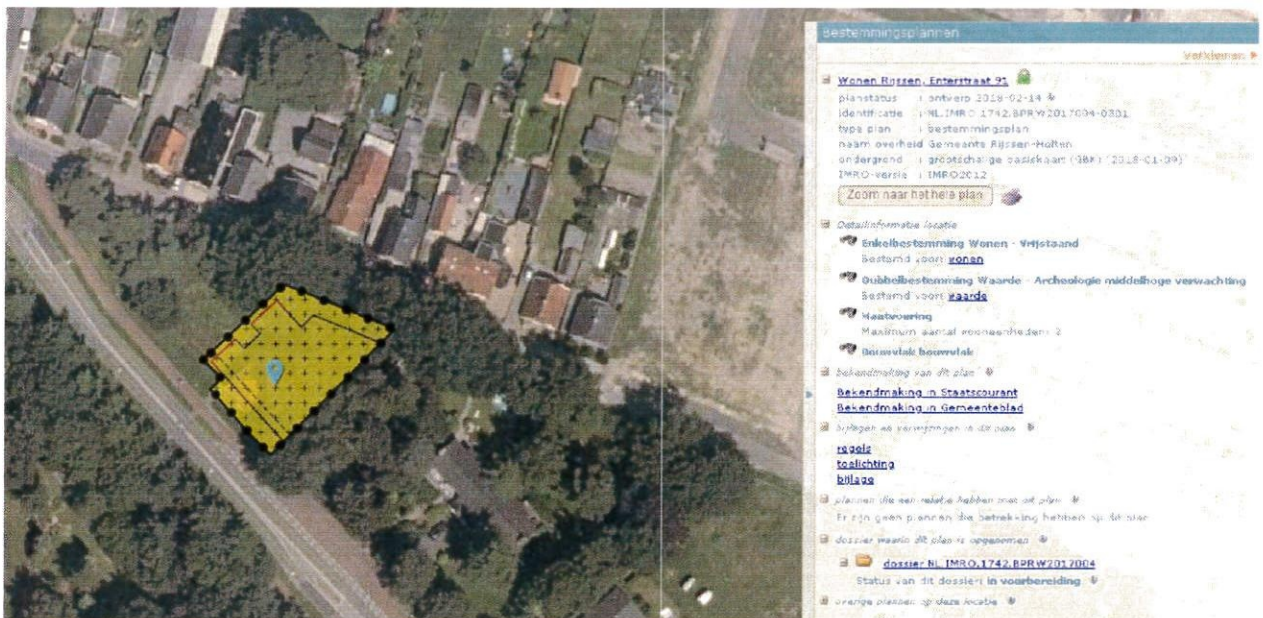 Bestemmingsplannen
Verkleinen
Wonen Rijssen, Enterstraat 91
planstatus : ontwerp 2018-02-14
identificatie : NL.IMRO.1742.BPRW2017004-0301
type plan : bestemmingsplan
naam overheid Gemeente Rijssen-Holten
ondergrond : grootschalige basiskaart (GBK) (2018-01-09)
IMRO-versie : IMRO2012
Zoom naar het hele plan
Detailinformatie locatie
Enkelbestemming Wonen - Vrijstaand
Bestemd voor: wonen
Dubbelbestemming Waarde - Archeologie middelhoge verwachting
Bestemd voor: waarde
Maatvoering
Maximum aantal wooneenheden: 2
Bouwvlak bouwvlak
bekendmaking van dit plan
Bekendmaking in Staatscourant
Bekendmaking in Gemeenteblad
bijlagen en verwijzingen in dit plan
regels
toelichting
bijlage
plannen die een relatie hebben met dit plan
Er zijn geen plannen die betrekking hebben op dit plan
dossier waarin dit plan is opgenomen
dossier NL.IMRO.1742.BPRW2017004
Status van dit dossier: in voorbereiding
overige plannen op deze locatie